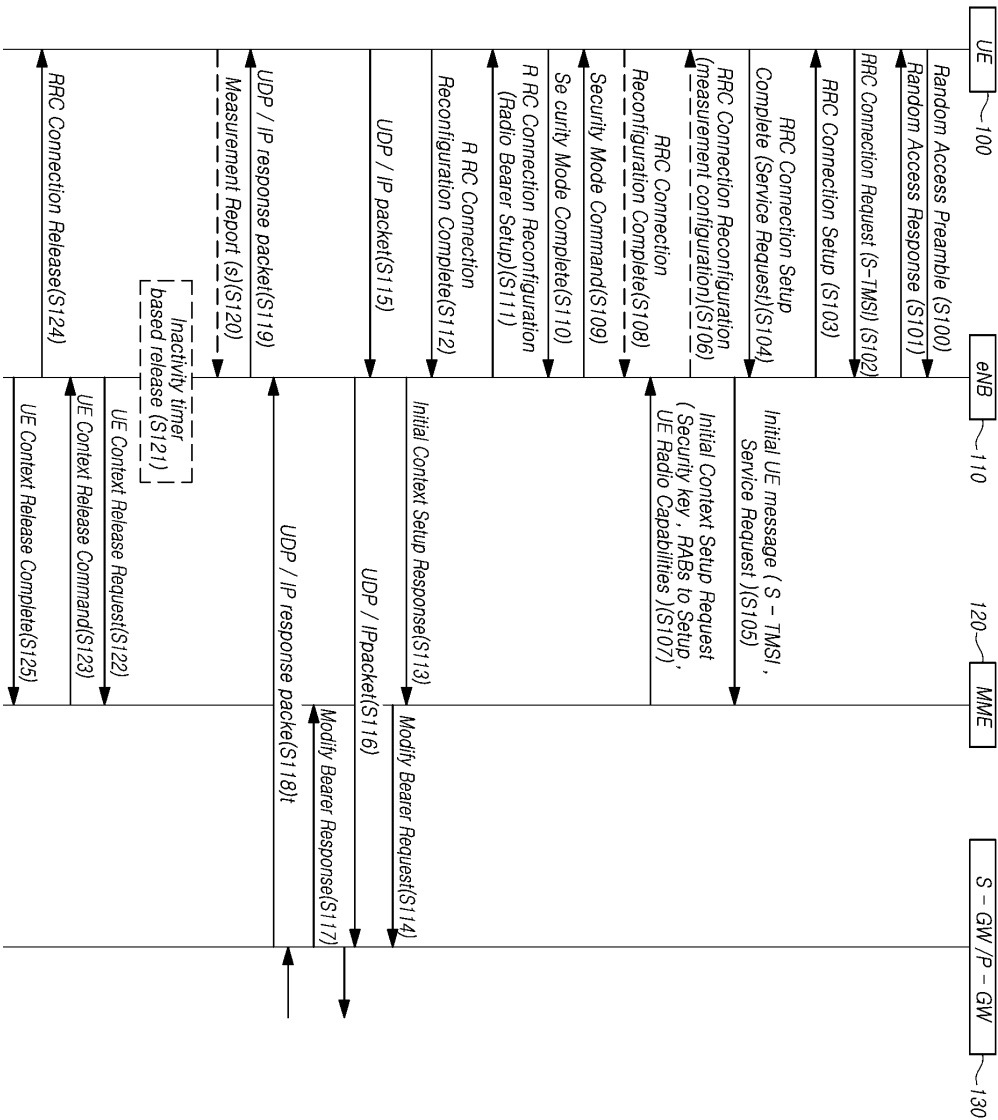 UE
100
eNB
110
MME
120
S - GW/P - GW
130
Random Access Preamble (S100)
Random Access Response (S101)
RRC Connection Request (S-TMSI) (S102)
RRC Connection Setup (S103)
RRC Connection Setup
Complete (Service Request)(S104)
Initial UE message ( S - TMSI ,
Service Request )(S105)
RRC Connection Reconfiguration
(measurement configuration)(S106)
Initial Context Setup Request
( Security key , RABs to Setup ,
UE Radio Capabilities )(S107)
RRC Connection
Reconfiguration Complete(S108)
Security Mode Command(S109)
Se curity Mode Complete(S110)
R RC Connection Reconfiguration
(Radio Bearer Setup)(S111)
R RC Connection
Reconfiguration Complete(S112)
Initial Context Setup Response(S113)
Modify Bearer Request(S114)
UDP / IP packet(S115)
UDP / IPpacket(S116)
Modify Bearer Response(S117)
UDP / IP response packe(S118)t
UDP / IP response packet(S119)
Measurement Report (s)(S120)
Inactivity timer
based release (S121)
UE Context Release Request(S122)
UE Context Release Command(S123)
RRC Connection Release(S124)
UE Context Release Complete(S125)